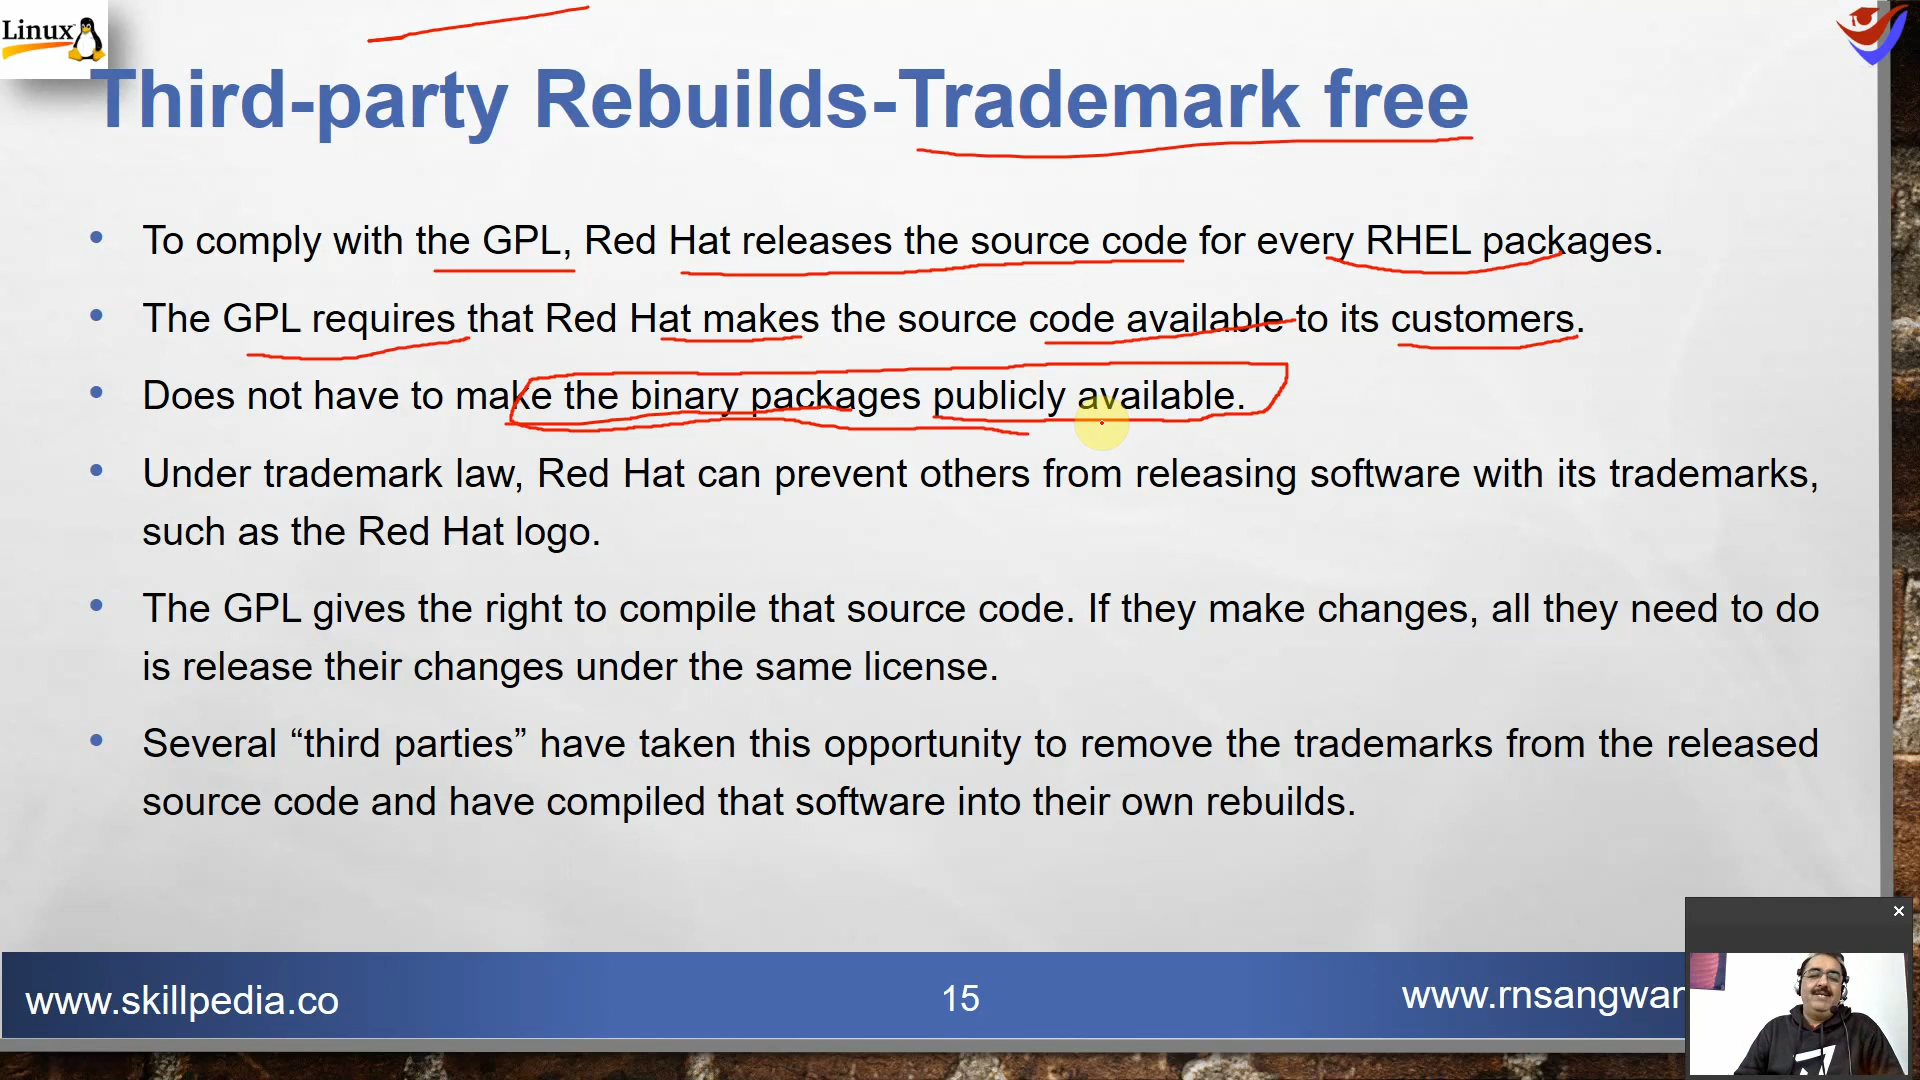 Linux
Third-party Rebuilds-Trademark free
• To comply with the GPL, Red Hat releases the source code for every RHEL packages.
• The GPL requires that Red Hat makes the source code available to its customers.
• Does not have to make the binary packages publicly available.
• Under trademark law, Red Hat can prevent others from releasing software with its trademarks,
such as the Red Hat logo.
• The GPL gives the right to compile that source code. If they make changes, all they need to do
is release their changes under the same license.
• Several “third parties” have taken this opportunity to remove the trademarks from the released
source code and have compiled that software into their own rebuilds.
www.skillpedia.co
15
www.rnsangwan